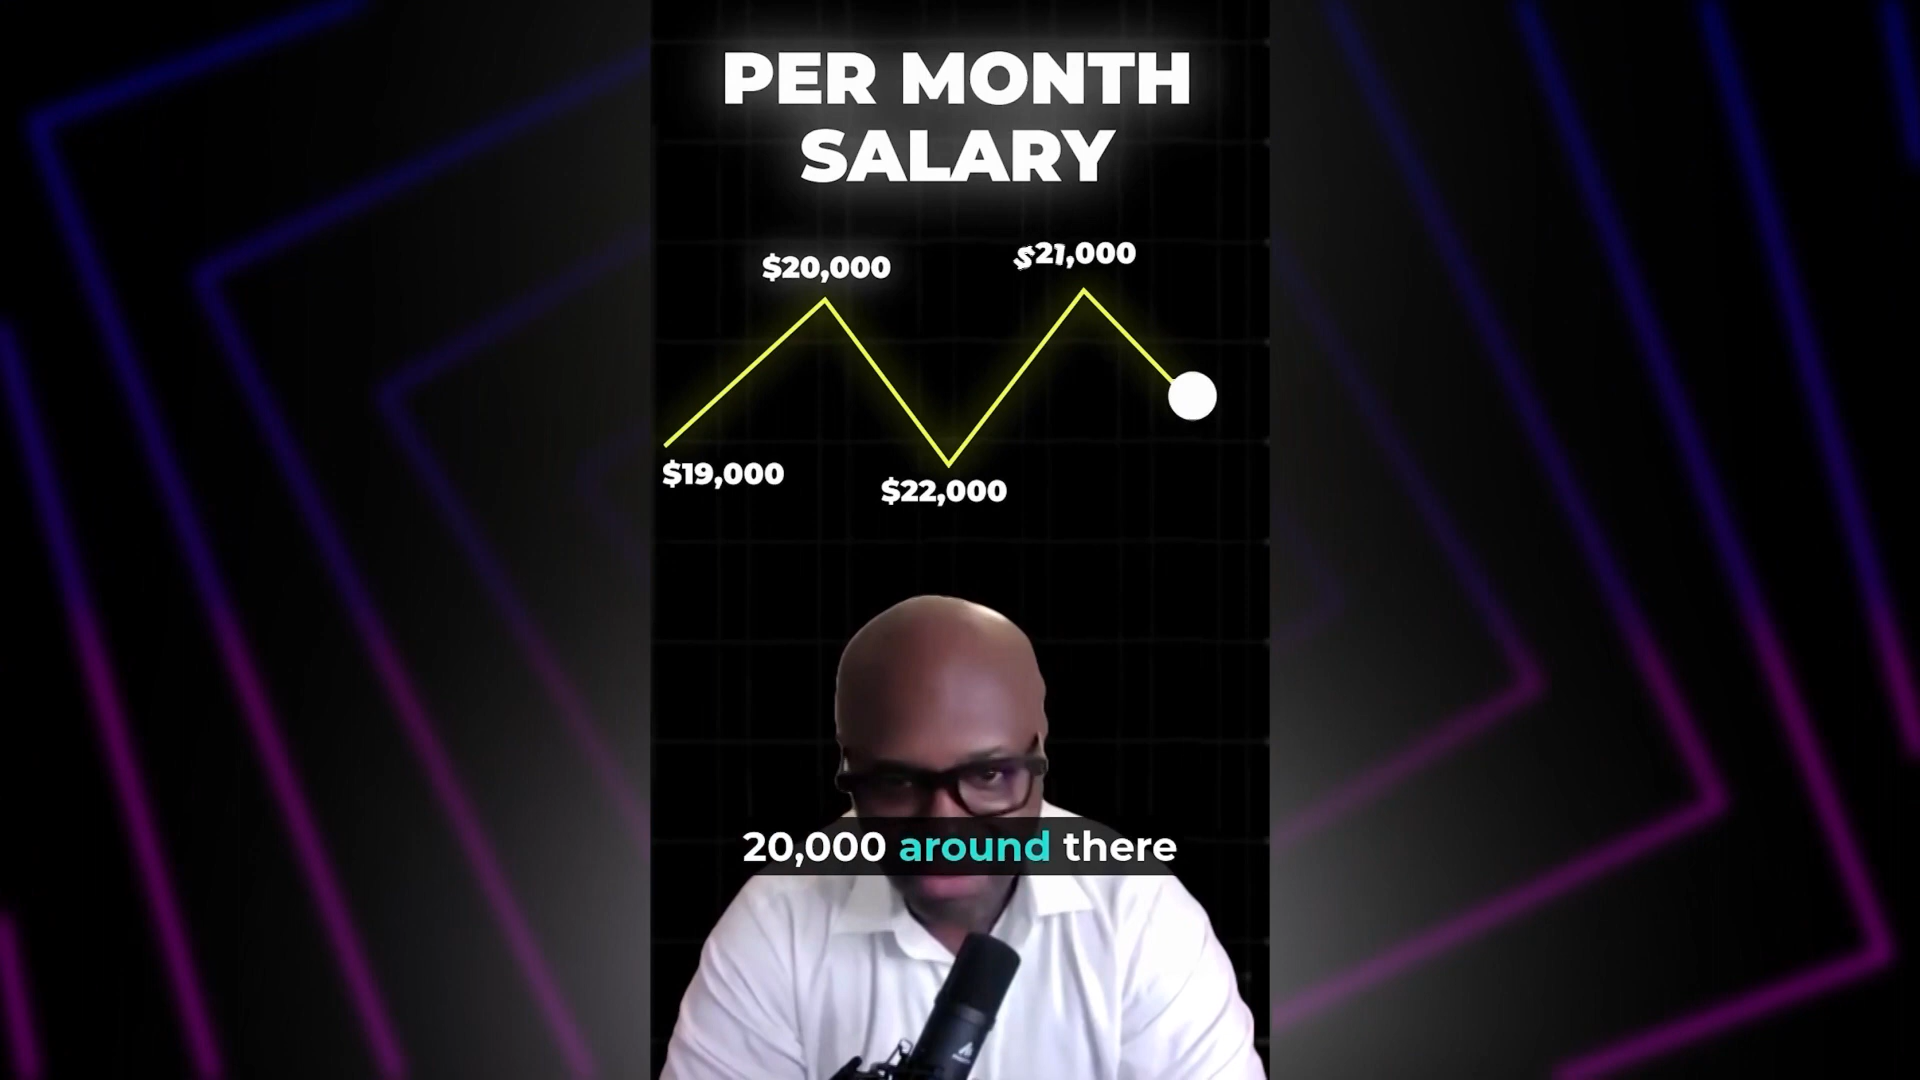 PER MONTH
SALARY
$20,000
$21,000
$19,000
$22,000
20,000 around there